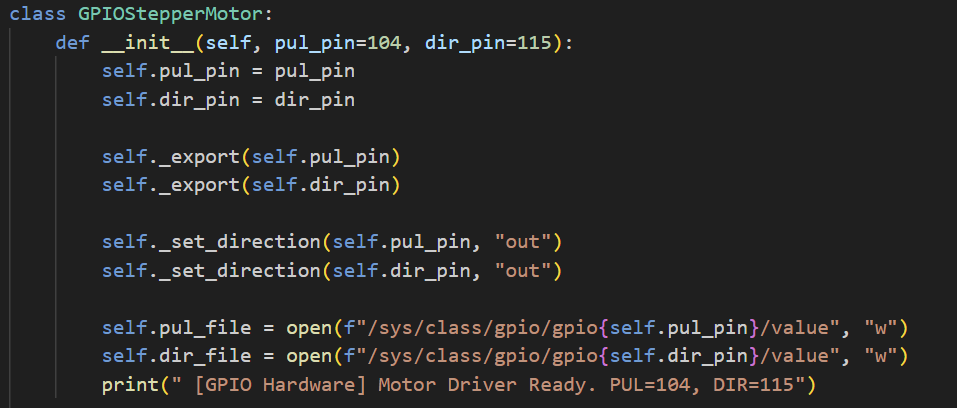 class GPIOStepperMotor:
    def __init__(self, pul_pin=104, dir_pin=115):
        self.pul_pin = pul_pin
        self.dir_pin = dir_pin

        self._export(self.pul_pin)
        self._export(self.dir_pin)

        self._set_direction(self.pul_pin, "out")
        self._set_direction(self.dir_pin, "out")

        self.pul_file = open(f"/sys/class/gpio/gpio{self.pul_pin}/value", "w")
        self.dir_file = open(f"/sys/class/gpio/gpio{self.dir_pin}/value", "w")
        print(" [GPIO Hardware] Motor Driver Ready. PUL=104, DIR=115")